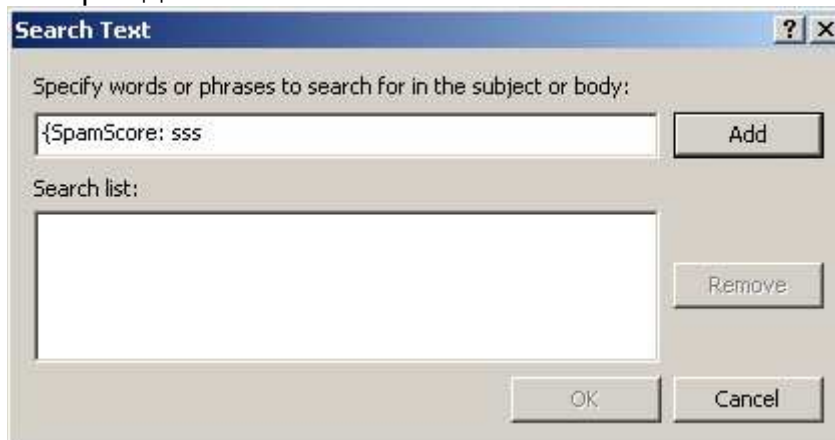 Search Text
Specify words or phrases to search for in the subject or body:
{SpamScore: sss
Add
Search list:
Remove
OK
Cancel